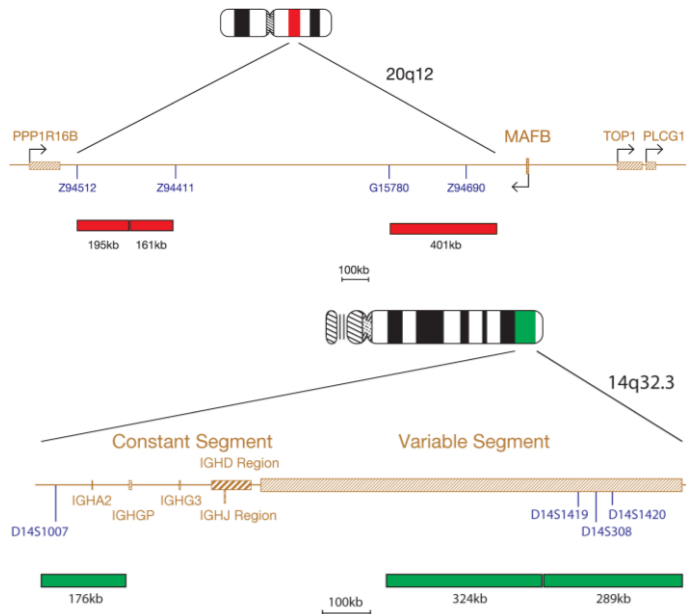 20q12
PPP1R16B
MAFB
TOP1
PLCG1
Z94512
Z94411
G15780
Z94690
195kb
161kb
401kb
100kb
14q32.3
Constant Segment
Variable Segment
IGHD Region
IGHA2
IGHGP
IGHG3
IGHJ Region
D14S1007
D14S1419
D14S308
D14S1420
176kb
324kb
289kb
100kb